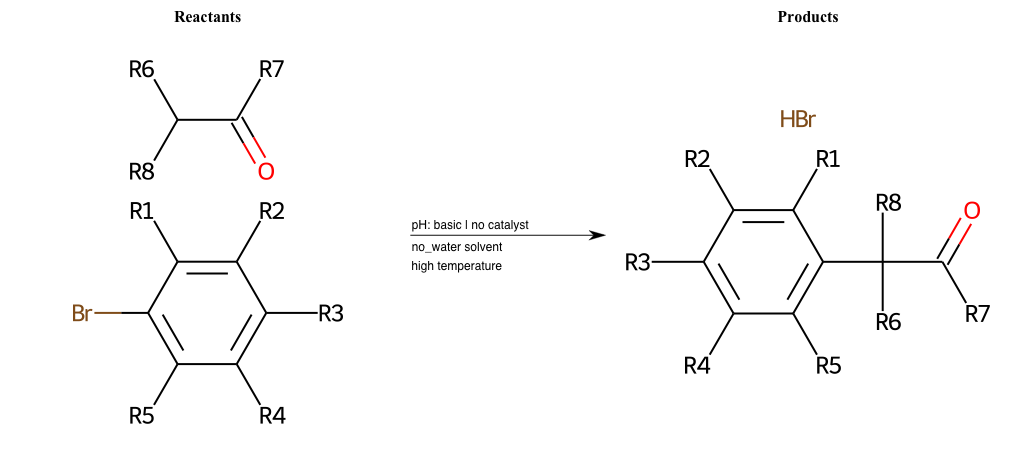 Reactants
Products
R6
R7
R8
O
R1
R2
Br
R3
R5
R4
pH: basic | no catalyst
no_water solvent
high temperature
HBr
R2
R1
R8
O
R3
R6
R7
R4
R5